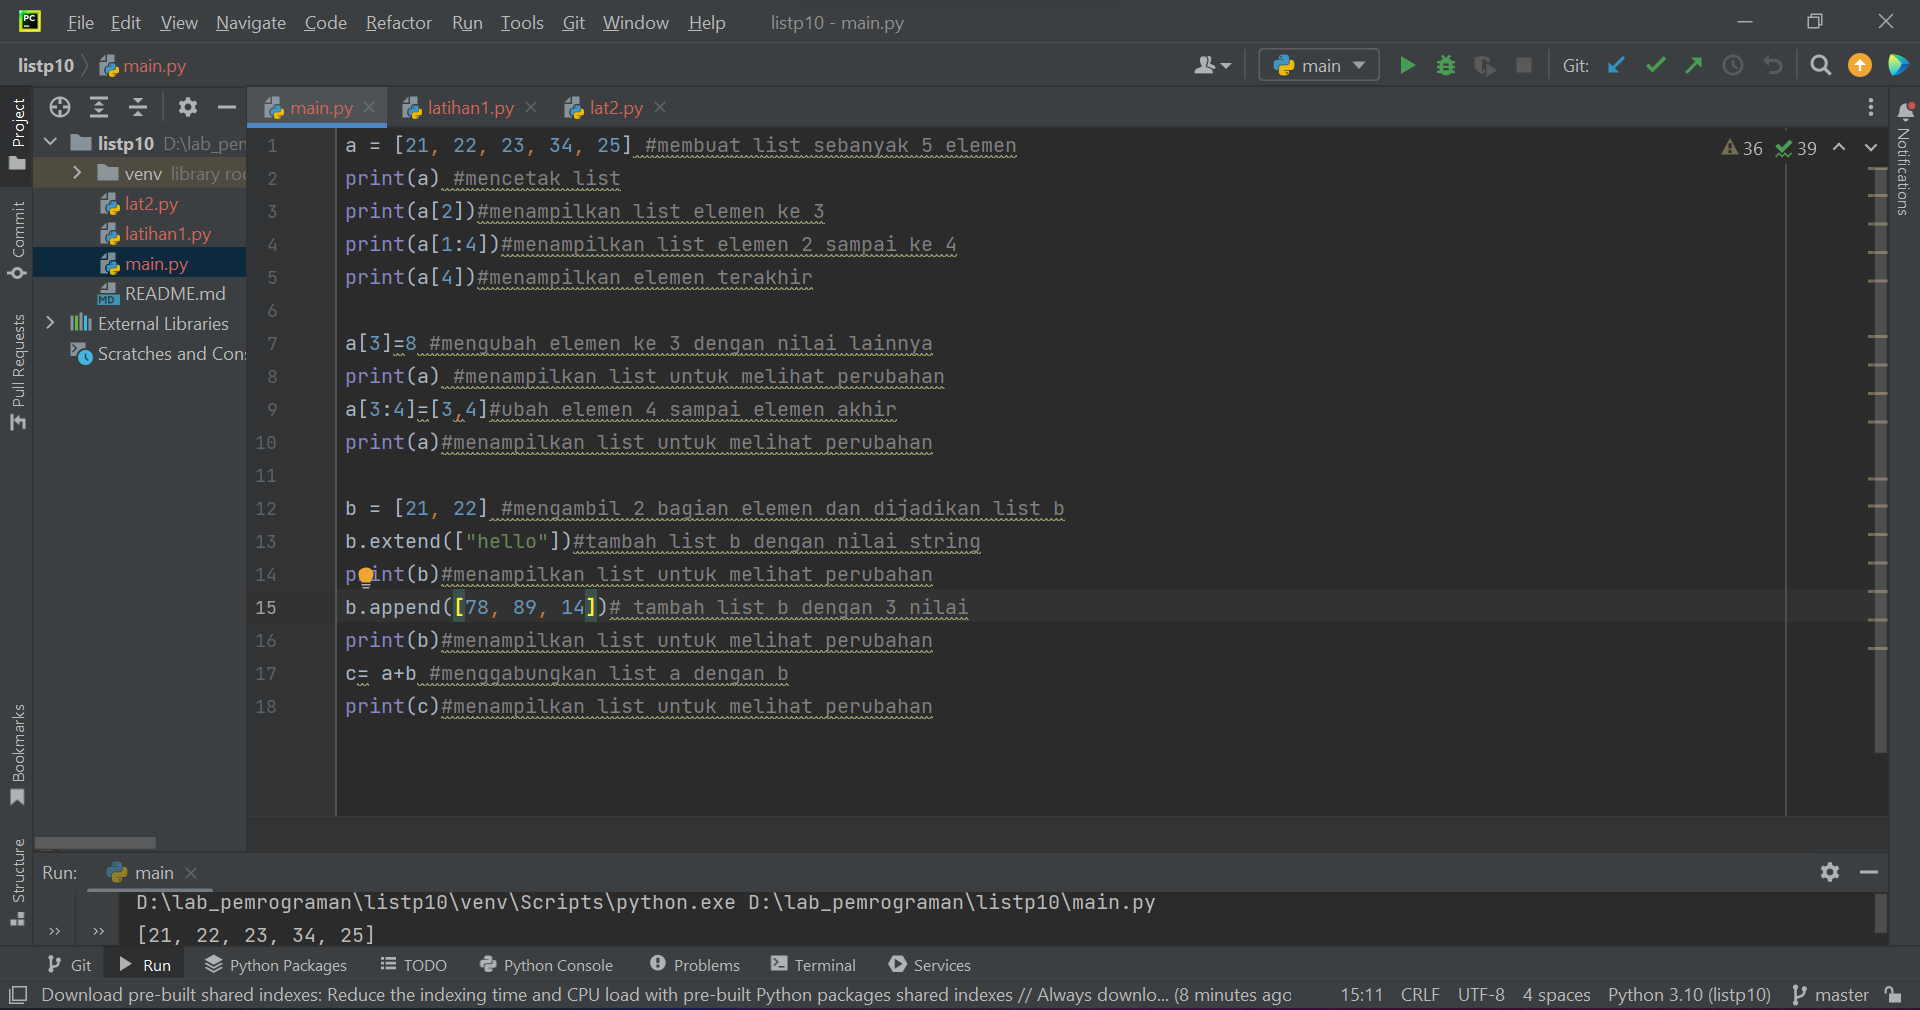 File Edit View Navigate Code Refactor Run Tools Git Window Help listp10 - main.py
listp10 main.py main Git:
Project
Commit
Pull Requests
Bookmarks
Structure
Notifications
listp10 D:\lab_pem
venv library roo
lat2.py
latihan1.py
main.py
README.md
External Libraries
Scratches and Con
main.py latihan1.py lat2.py
36 39
1 a = [21, 22, 23, 34, 25] #membuat list sebanyak 5 elemen
2 print(a) #mencetak list
3 print(a[2])#menampilkan list elemen ke 3
4 print(a[1:4])#menampilkan list elemen 2 sampai ke 4
5 print(a[4])#menampilkan elemen terakhir
6
7 a[3]=8 #mengubah elemen ke 3 dengan nilai lainnya
8 print(a) #menampilkan list untuk melihat perubahan
9 a[3:4]=[3,4]#ubah elemen 4 sampai elemen akhir
10 print(a)#menampilkan list untuk melihat perubahan
11
12 b = [21, 22] #mengambil 2 bagian elemen dan dijadikan list b
13 b.extend(["hello"])#tambah list b dengan nilai string
14 print(b)#menampilkan list untuk melihat perubahan
15 b.append([78, 89, 14])# tambah list b dengan 3 nilai
16 print(b)#menampilkan list untuk melihat perubahan
17 c= a+b #menggabungkan list a dengan b
18 print(c)#menampilkan list untuk melihat perubahan
Run: main
D:\lab_pemrograman\listp10\venv\Scripts\python.exe D:\lab_pemrograman\listp10\main.py
[21, 22, 23, 34, 25]
Git Run Python Packages TODO Python Console Problems Terminal Services
Download pre-built shared indexes: Reduce the indexing time and CPU load with pre-built Python packages shared indexes // Always downlo... (8 minutes ago 15:11 CRLF UTF-8 4 spaces Python 3.10 (listp10) master